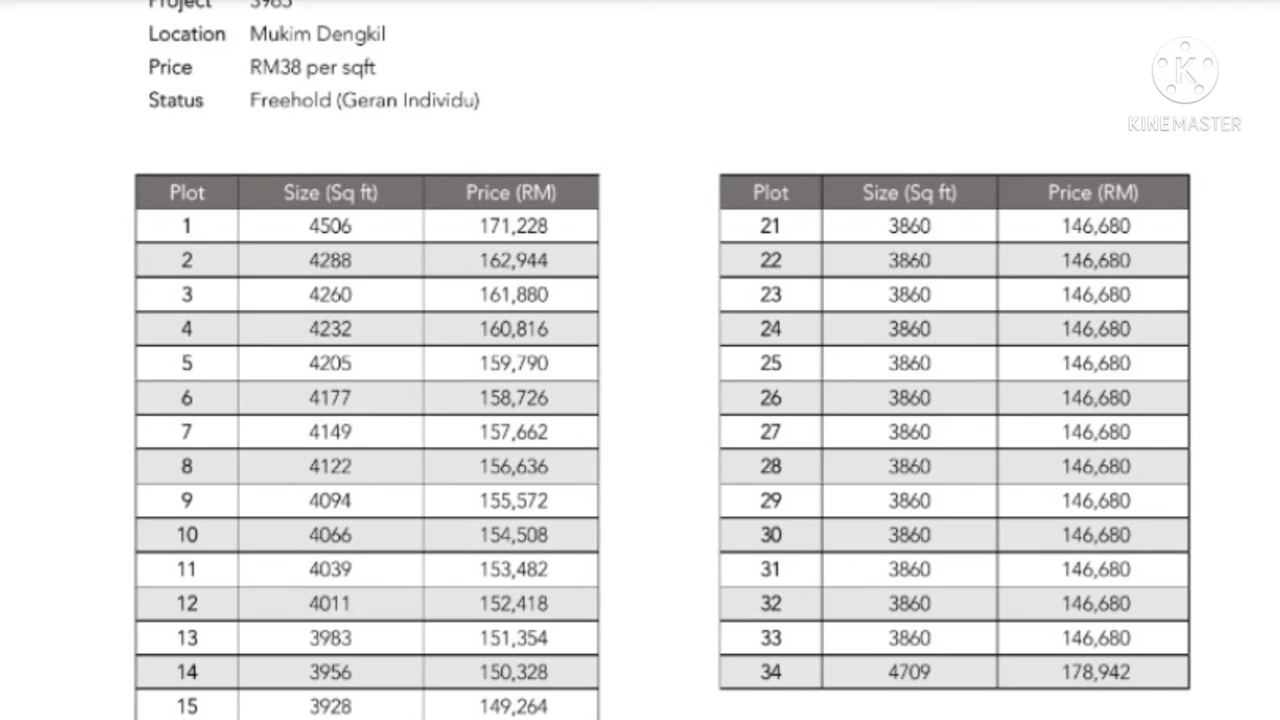 Project 3985
Location Mukim Dengkil
Price RM38 per sqft
Status Freehold (Geran Individu)
K
KINEMASTER
Plot Size (Sq ft) Price (RM)
1 4506 171,228
2 4288 162,944
3 4260 161,880
4 4232 160,816
5 4205 159,790
6 4177 158,726
7 4149 157,662
8 4122 156,636
9 4094 155,572
10 4066 154,508
11 4039 153,482
12 4011 152,418
13 3983 151,354
14 3956 150,328
15 3928 149,264
Plot Size (Sq ft) Price (RM)
21 3860 146,680
22 3860 146,680
23 3860 146,680
24 3860 146,680
25 3860 146,680
26 3860 146,680
27 3860 146,680
28 3860 146,680
29 3860 146,680
30 3860 146,680
31 3860 146,680
32 3860 146,680
33 3860 146,680
34 4709 178,942